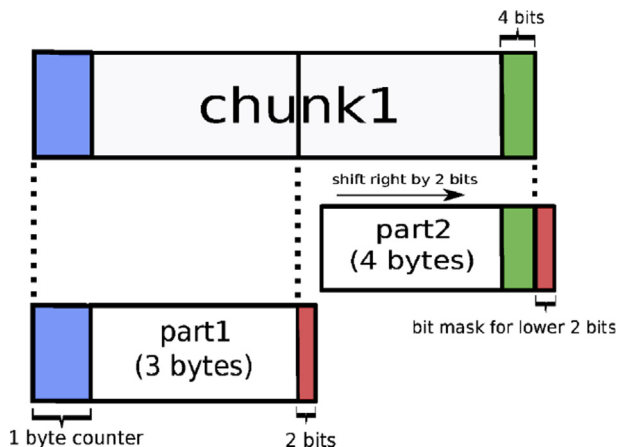 4 bits
chunk1
shift right by 2 bits
part2
(4 bytes)
bit mask for lower 2 bits
part1
(3 bytes)
1 byte counter
2 bits